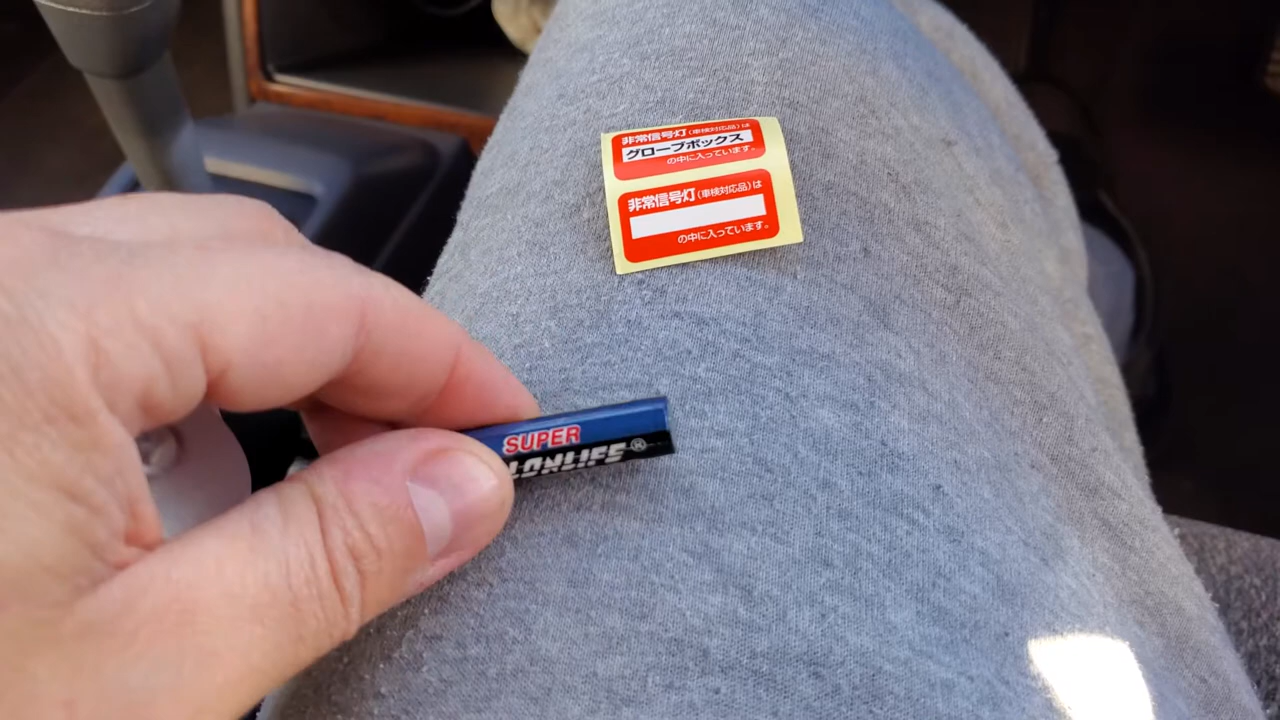 非常信号灯(車検対応品)は
グローブボックス
の中に入っています。
非常信号灯(車検対応品)は
の中に入っています。
SUPER
®